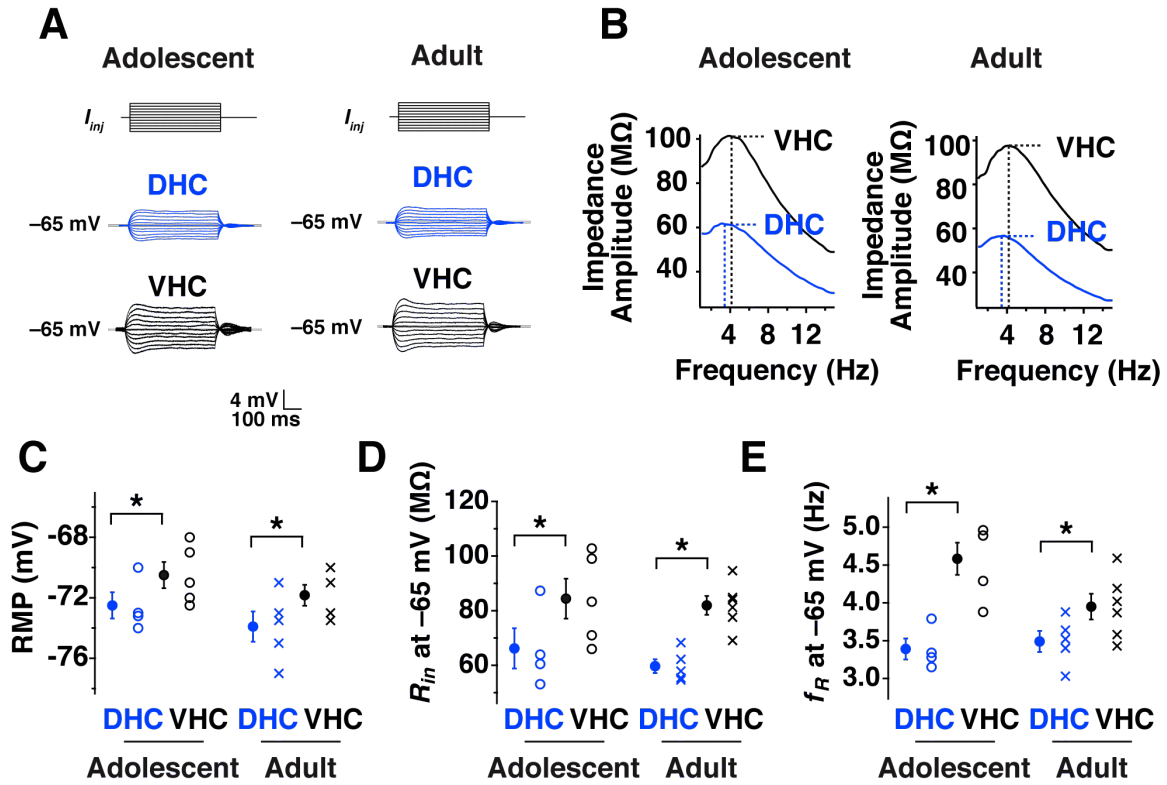 A
Adolescent
Adult
Iinj
Iinj
DHC
DHC
–65 mV
–65 mV
VHC
VHC
–65 mV
–65 mV
4 mV
100 ms
B
Adolescent
Adult
Impedance
Amplitude (MΩ)
100
80
60
40
VHC
DHC
4 8 12
Frequency (Hz)
Impedance
Amplitude (MΩ)
100
80
60
40
VHC
DHC
4 8 12
Frequency (Hz)
C
RMP (mV)
-68
-72
-76
*
*
DHC VHC
DHC VHC
Adolescent
Adult
D
Rin at –65 mV (MΩ)
120
100
80
60
*
*
DHC VHC
DHC VHC
Adolescent
Adult
E
fR at –65 mV (Hz)
5.0
4.5
4.0
3.5
3.0
*
*
DHC VHC
DHC VHC
Adolescent
Adult